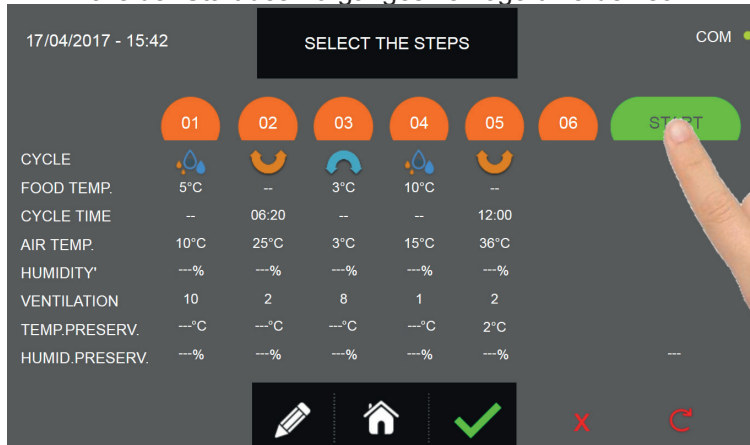 17/04/2017 - 15:42 SELECT THE STEPS COM
01 02 03 04 05 06 START
CYCLE
FOOD TEMP. 5°C -- 3°C 10°C --
CYCLE TIME -- 06:20 -- -- 12:00
AIR TEMP. 10°C 25°C 3°C 15°C 36°C
HUMIDITY' ---% ---% ---% ---% ---%
VENTILATION 10 2 8 1 2
TEMP.PRESERV. ---°C ---°C ---°C ---°C 2°C
HUMID.PRESERV. ---% ---% ---% ---% ---% ---
X